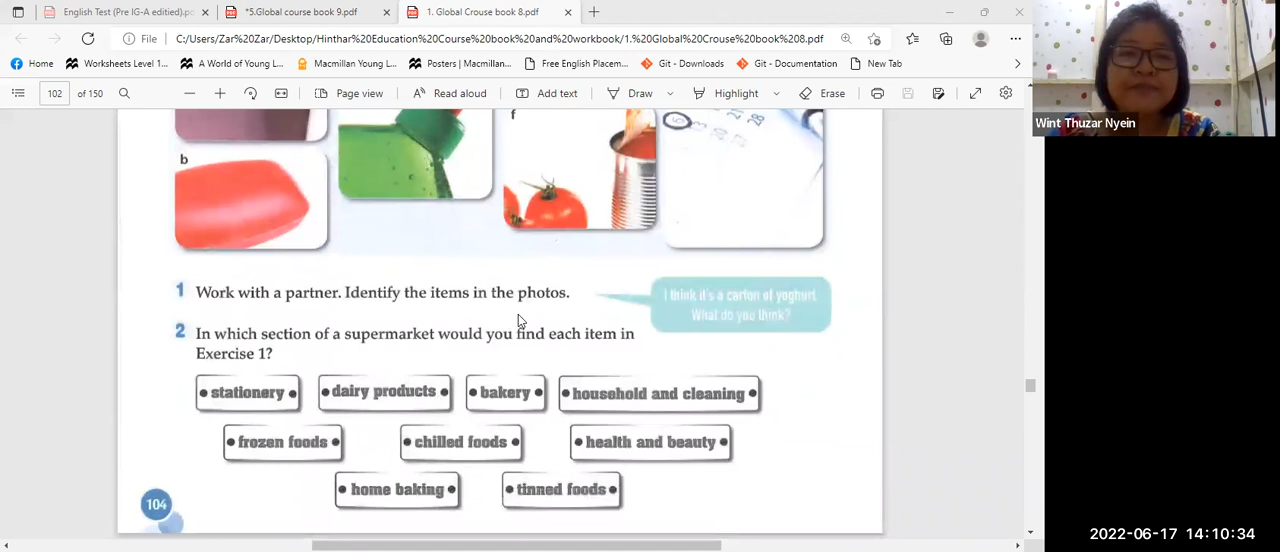 English Test (Pre IG-A editied).pd
*5.Global course book 9.pdf
1. Global Crouse book 8.pdf
File
C:/Users/Zar%20Zar/Desktop/Hinthar%20Education%20Course%20book%20and%20workbook/1.%20Global%20Crouse%20book%208.pdf
Home
Worksheets Level 1...
A World of Young L...
Macmillan Young L...
Posters | Macmillan...
Free English Placem...
Git - Downloads
Git - Documentation
New Tab
102 of 150
Page view
Read aloud
Add text
Draw
Highlight
Erase
Wint Thuzar Nyein
f
b
1 Work with a partner. Identify the items in the photos.
I think it's a carton of yoghurt.
What do you think?
2 In which section of a supermarket would you find each item in
Exercise 1?
stationery
dairy products
bakery
household and cleaning
frozen foods
chilled foods
health and beauty
home baking
tinned foods
104
2022-06-17 14:10:34